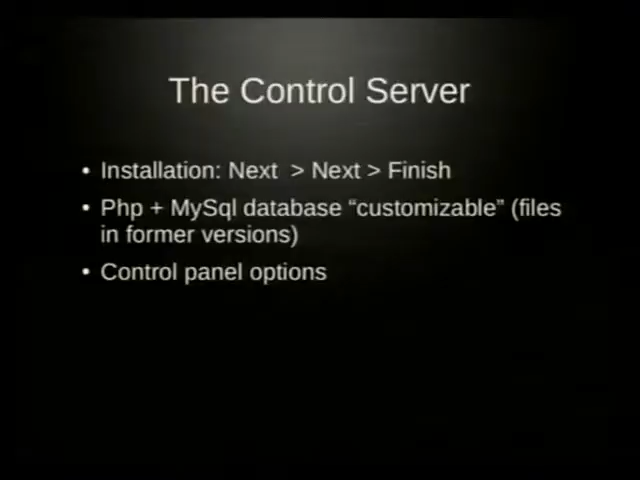 The Control Server
• Installation: Next > Next > Finish
• Php + MySql database “customizable” (files
in former versions)
• Control panel options